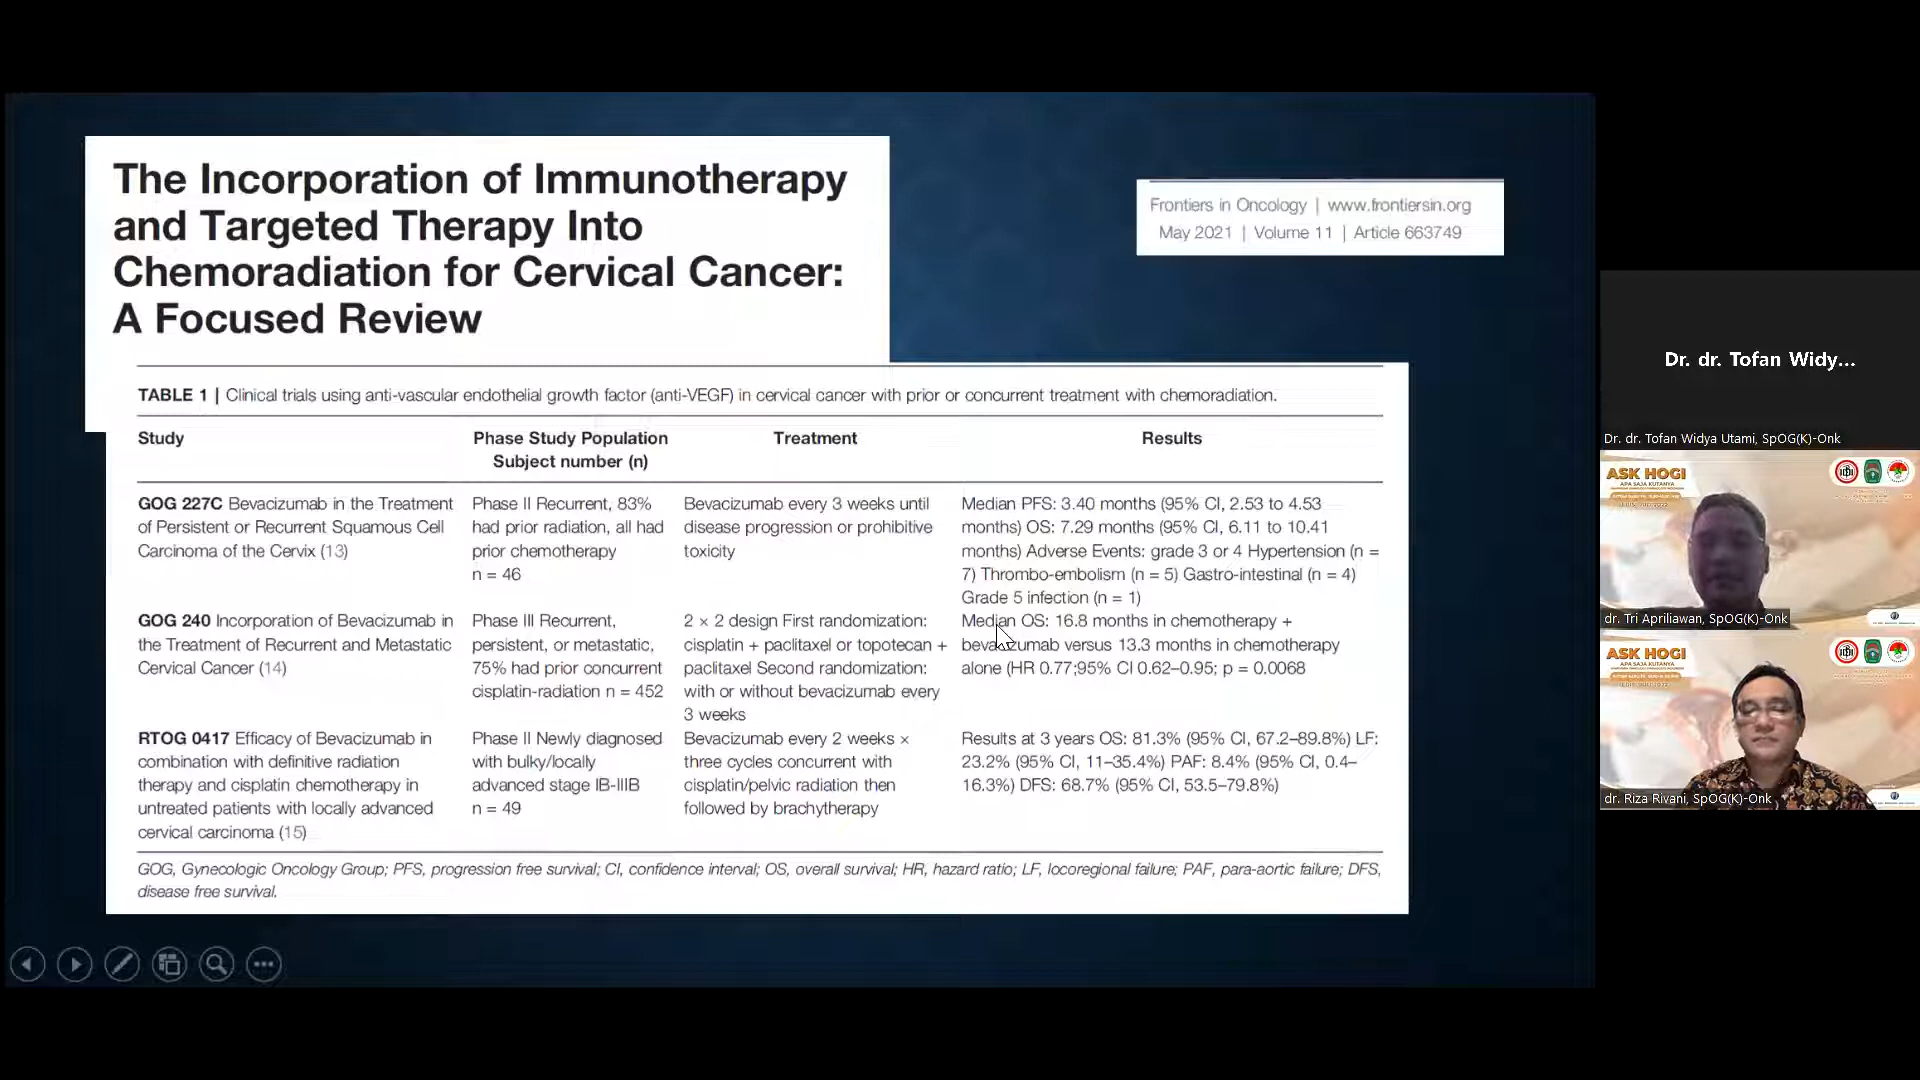 The Incorporation of Immunotherapy
and Targeted Therapy Into
Chemoradiation for Cervical Cancer:
A Focused Review
Frontiers in Oncology | www.frontiersin.org
May 2021 | Volume 11 | Article 663749
TABLE 1 | Clinical trials using anti-vascular endothelial growth factor (anti-VEGF) in cervical cancer with prior or concurrent treatment with chemoradiation.
Study
Phase Study Population
Subject number (n)
Treatment
Results
GOG 227C Bevacizumab in the Treatment
of Persistent or Recurrent Squamous Cell
Carcinoma of the Cervix (13)
Phase II Recurrent, 83%
had prior radiation, all had
prior chemotherapy
n = 46
Bevacizumab every 3 weeks until
disease progression or prohibitive
toxicity
Median PFS: 3.40 months (95% CI, 2.53 to 4.53
months) OS: 7.29 months (95% CI, 6.11 to 10.41
months) Adverse Events: grade 3 or 4 Hypertension (n =
7) Thrombo-embolism (n = 5) Gastro-intestinal (n = 4)
Grade 5 infection (n = 1)
GOG 240 Incorporation of Bevacizumab in
the Treatment of Recurrent and Metastatic
Cervical Cancer (14)
Phase III Recurrent,
persistent, or metastatic,
75% had prior concurrent
cisplatin-radiation n = 452
2 × 2 design First randomization:
cisplatin + paclitaxel or topotecan +
paclitaxel Second randomization:
with or without bevacizumab every
3 weeks
Median OS: 16.8 months in chemotherapy +
bevacizumab versus 13.3 months in chemotherapy
alone (HR 0.77;95% CI 0.62–0.95; p = 0.0068
RTOG 0417 Efficacy of Bevacizumab in
combination with definitive radiation
therapy and cisplatin chemotherapy in
untreated patients with locally advanced
cervical carcinoma (15)
Phase II Newly diagnosed
with bulky/locally
advanced stage IB-IIIB
n = 49
Bevacizumab every 2 weeks ×
three cycles concurrent with
cisplatin/pelvic radiation then
followed by brachytherapy
Results at 3 years OS: 81.3% (95% CI, 67.2–89.8%) LF:
23.2% (95% CI, 11–35.4%) PAF: 8.4% (95% CI, 0.4–
16.3%) DFS: 68.7% (95% CI, 53.5–79.8%)
GOG, Gynecologic Oncology Group; PFS, progression free survival; CI, confidence interval; OS, overall survival; HR, hazard ratio; LF, locoregional failure; PAF, para-aortic failure; DFS,
disease free survival.
Dr. dr. Tofan Widy...
Dr. dr. Tofan Widya Utami, SpOG(K)-Onk
ASK HOGI
APA SAJA KUTANYA
dr. Tri Apriliawan, SpOG(K)-Onk
ASK HOGI
APA SAJA KUTANYA
dr. Riza Rivani, SpOG(K)-Onk